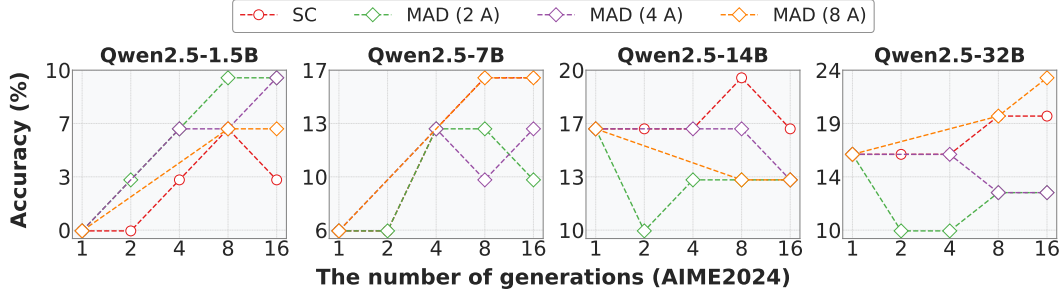 SC MAD (2 A) MAD (4 A) MAD (8 A)
Qwen2.5-1.5B Qwen2.5-7B Qwen2.5-14B Qwen2.5-32B
Accuracy (%)
10 7 3 0
1 2 4 8 16
17 13 10 6
1 2 4 8 16
20 17 13 10
1 2 4 8 16
24 19 14 10
1 2 4 8 16
The number of generations (AIME2024)